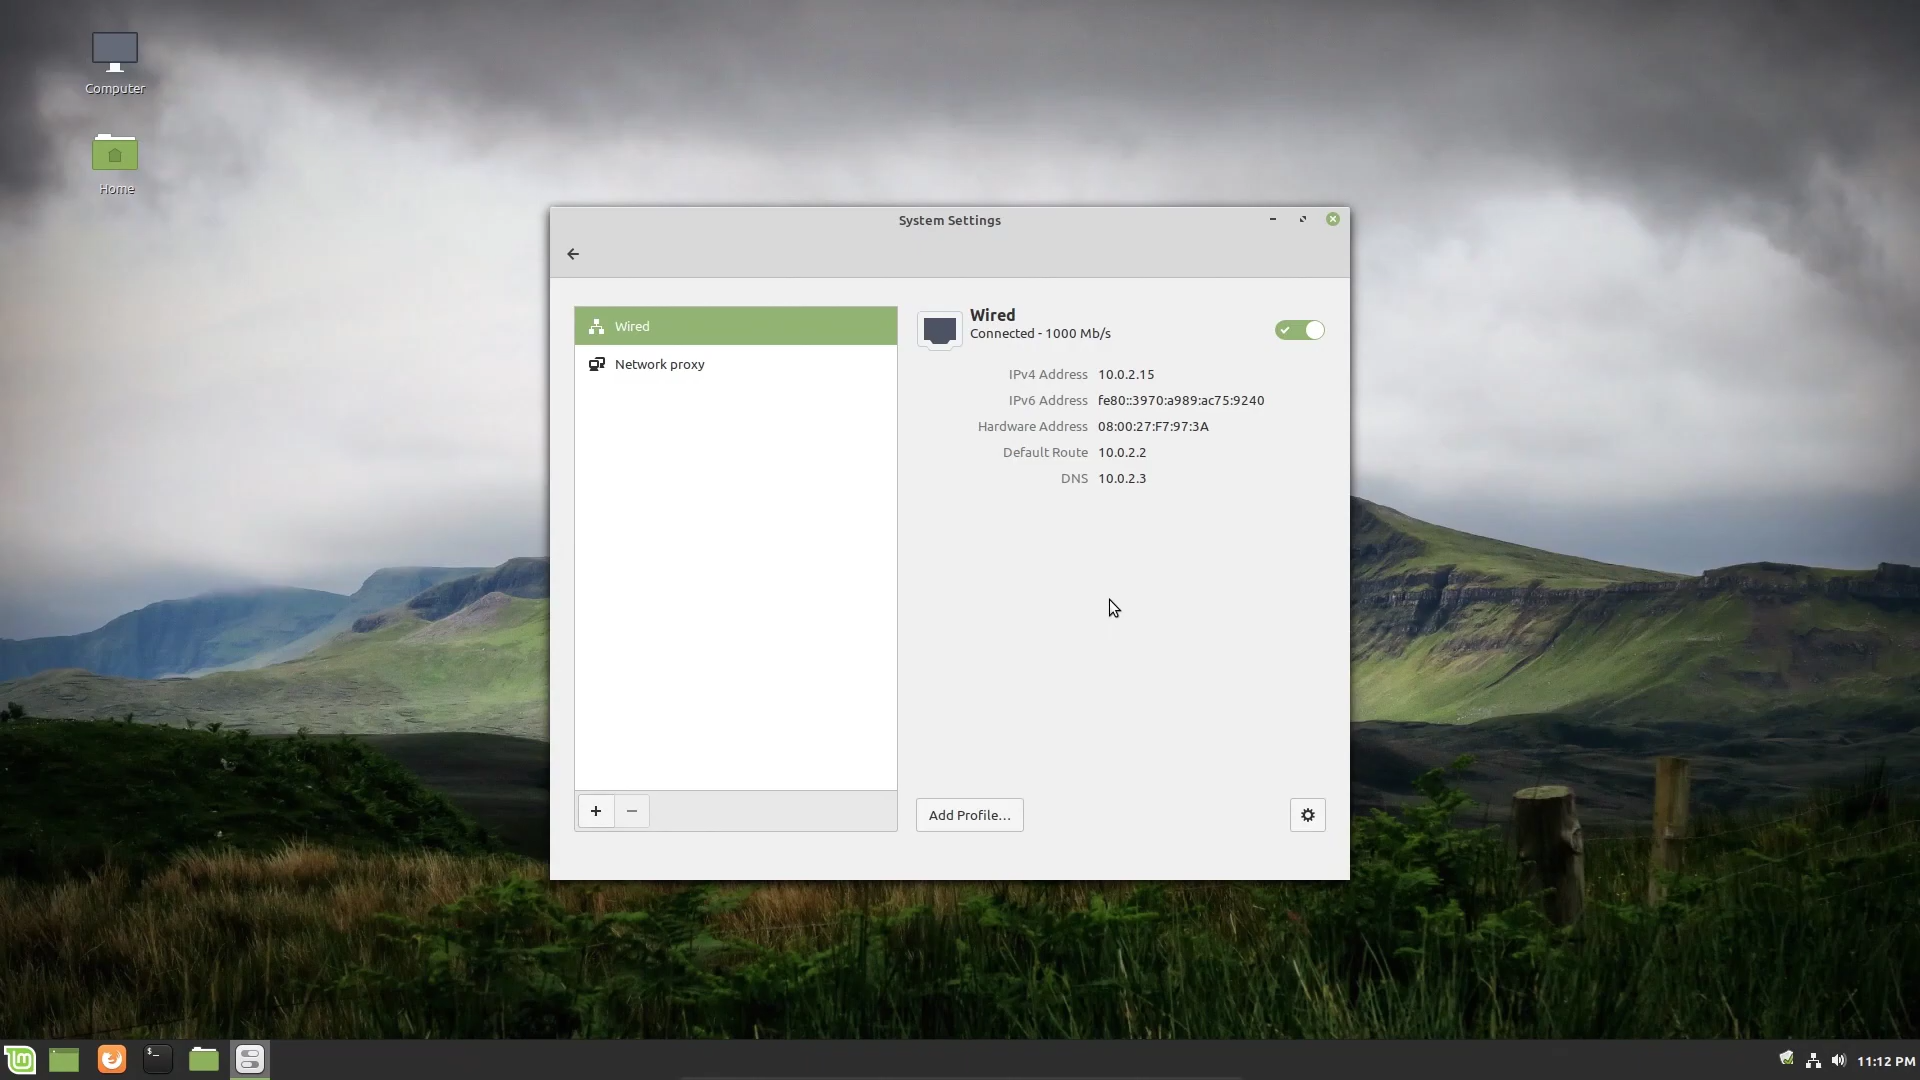 Computer
Home
System Settings
Wired
Network proxy
Wired
Connected - 1000 Mb/s
IPv4 Address 10.0.2.15
IPv6 Address fe80::3970:a989:ac75:9240
Hardware Address 08:00:27:F7:97:3A
Default Route 10.0.2.2
DNS 10.0.2.3
Add Profile...
11:12 PM